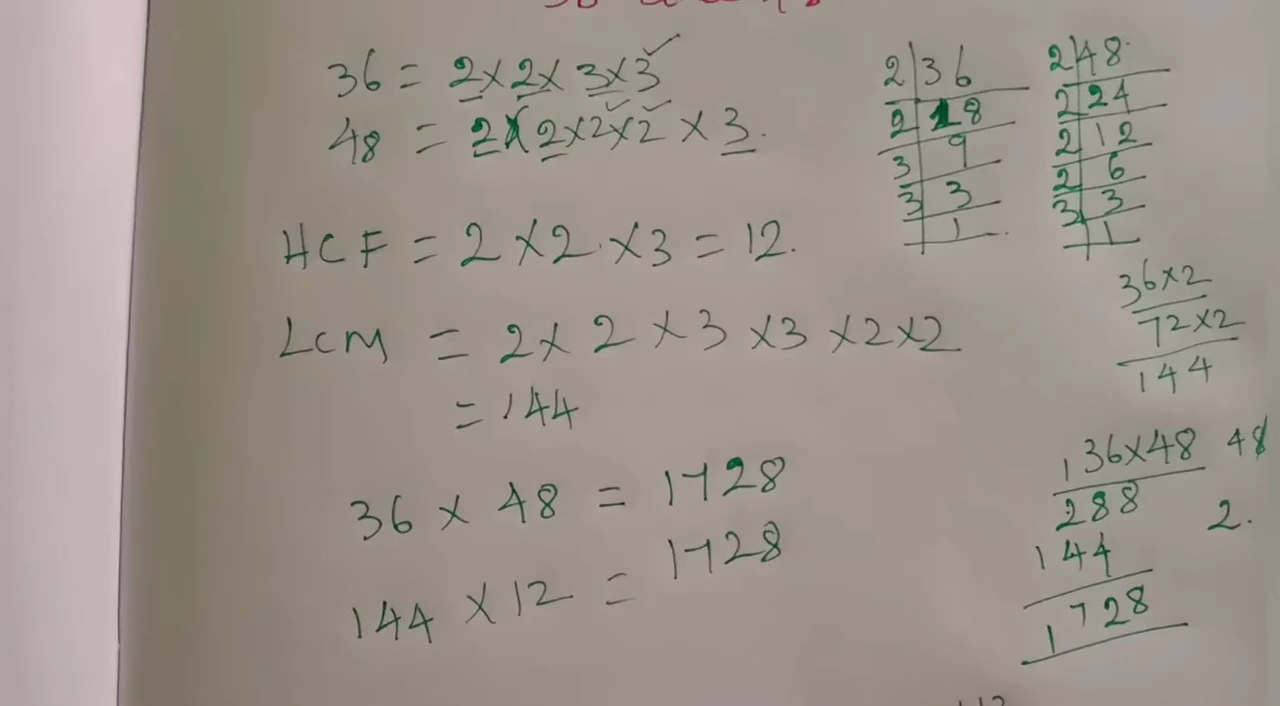 36 = 2 × 2 × 3 × 3
48 = 2 × 2 × 2 × 2 × 3.
HCF = 2 × 2 × 3 = 12.
LCM = 2 × 2 × 3 × 3 × 2 × 2
= 144
36 × 48 = 1728
144 × 12 = 1728
2 | 36
2 | 18
3 | 9
3 | 3
1
2 | 48
2 | 24
2 | 12
2 | 6
3 | 3
1
36 × 2
72 × 2
144
1 36 × 48
288
144
1728
48
2.